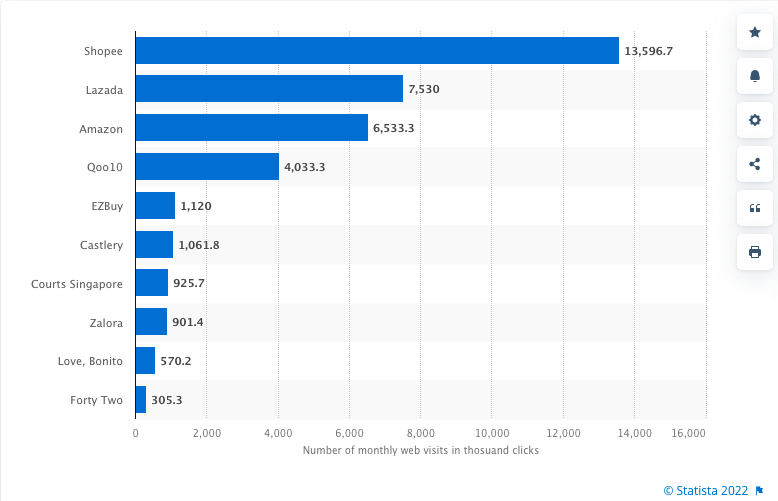 Shopee 13,596.7
Lazada 7,530
Amazon 6,533.3
Qoo10 4,033.3
EZBuy 1,120
Castlery 1,061.8
Courts Singapore 925.7
Zalora 901.4
Love, Bonito 570.2
Forty Two 305.3
0 2,000 4,000 6,000 8,000 10,000 12,000 14,000 16,000
Number of monthly web visits in thosuand clicks
© Statista 2022